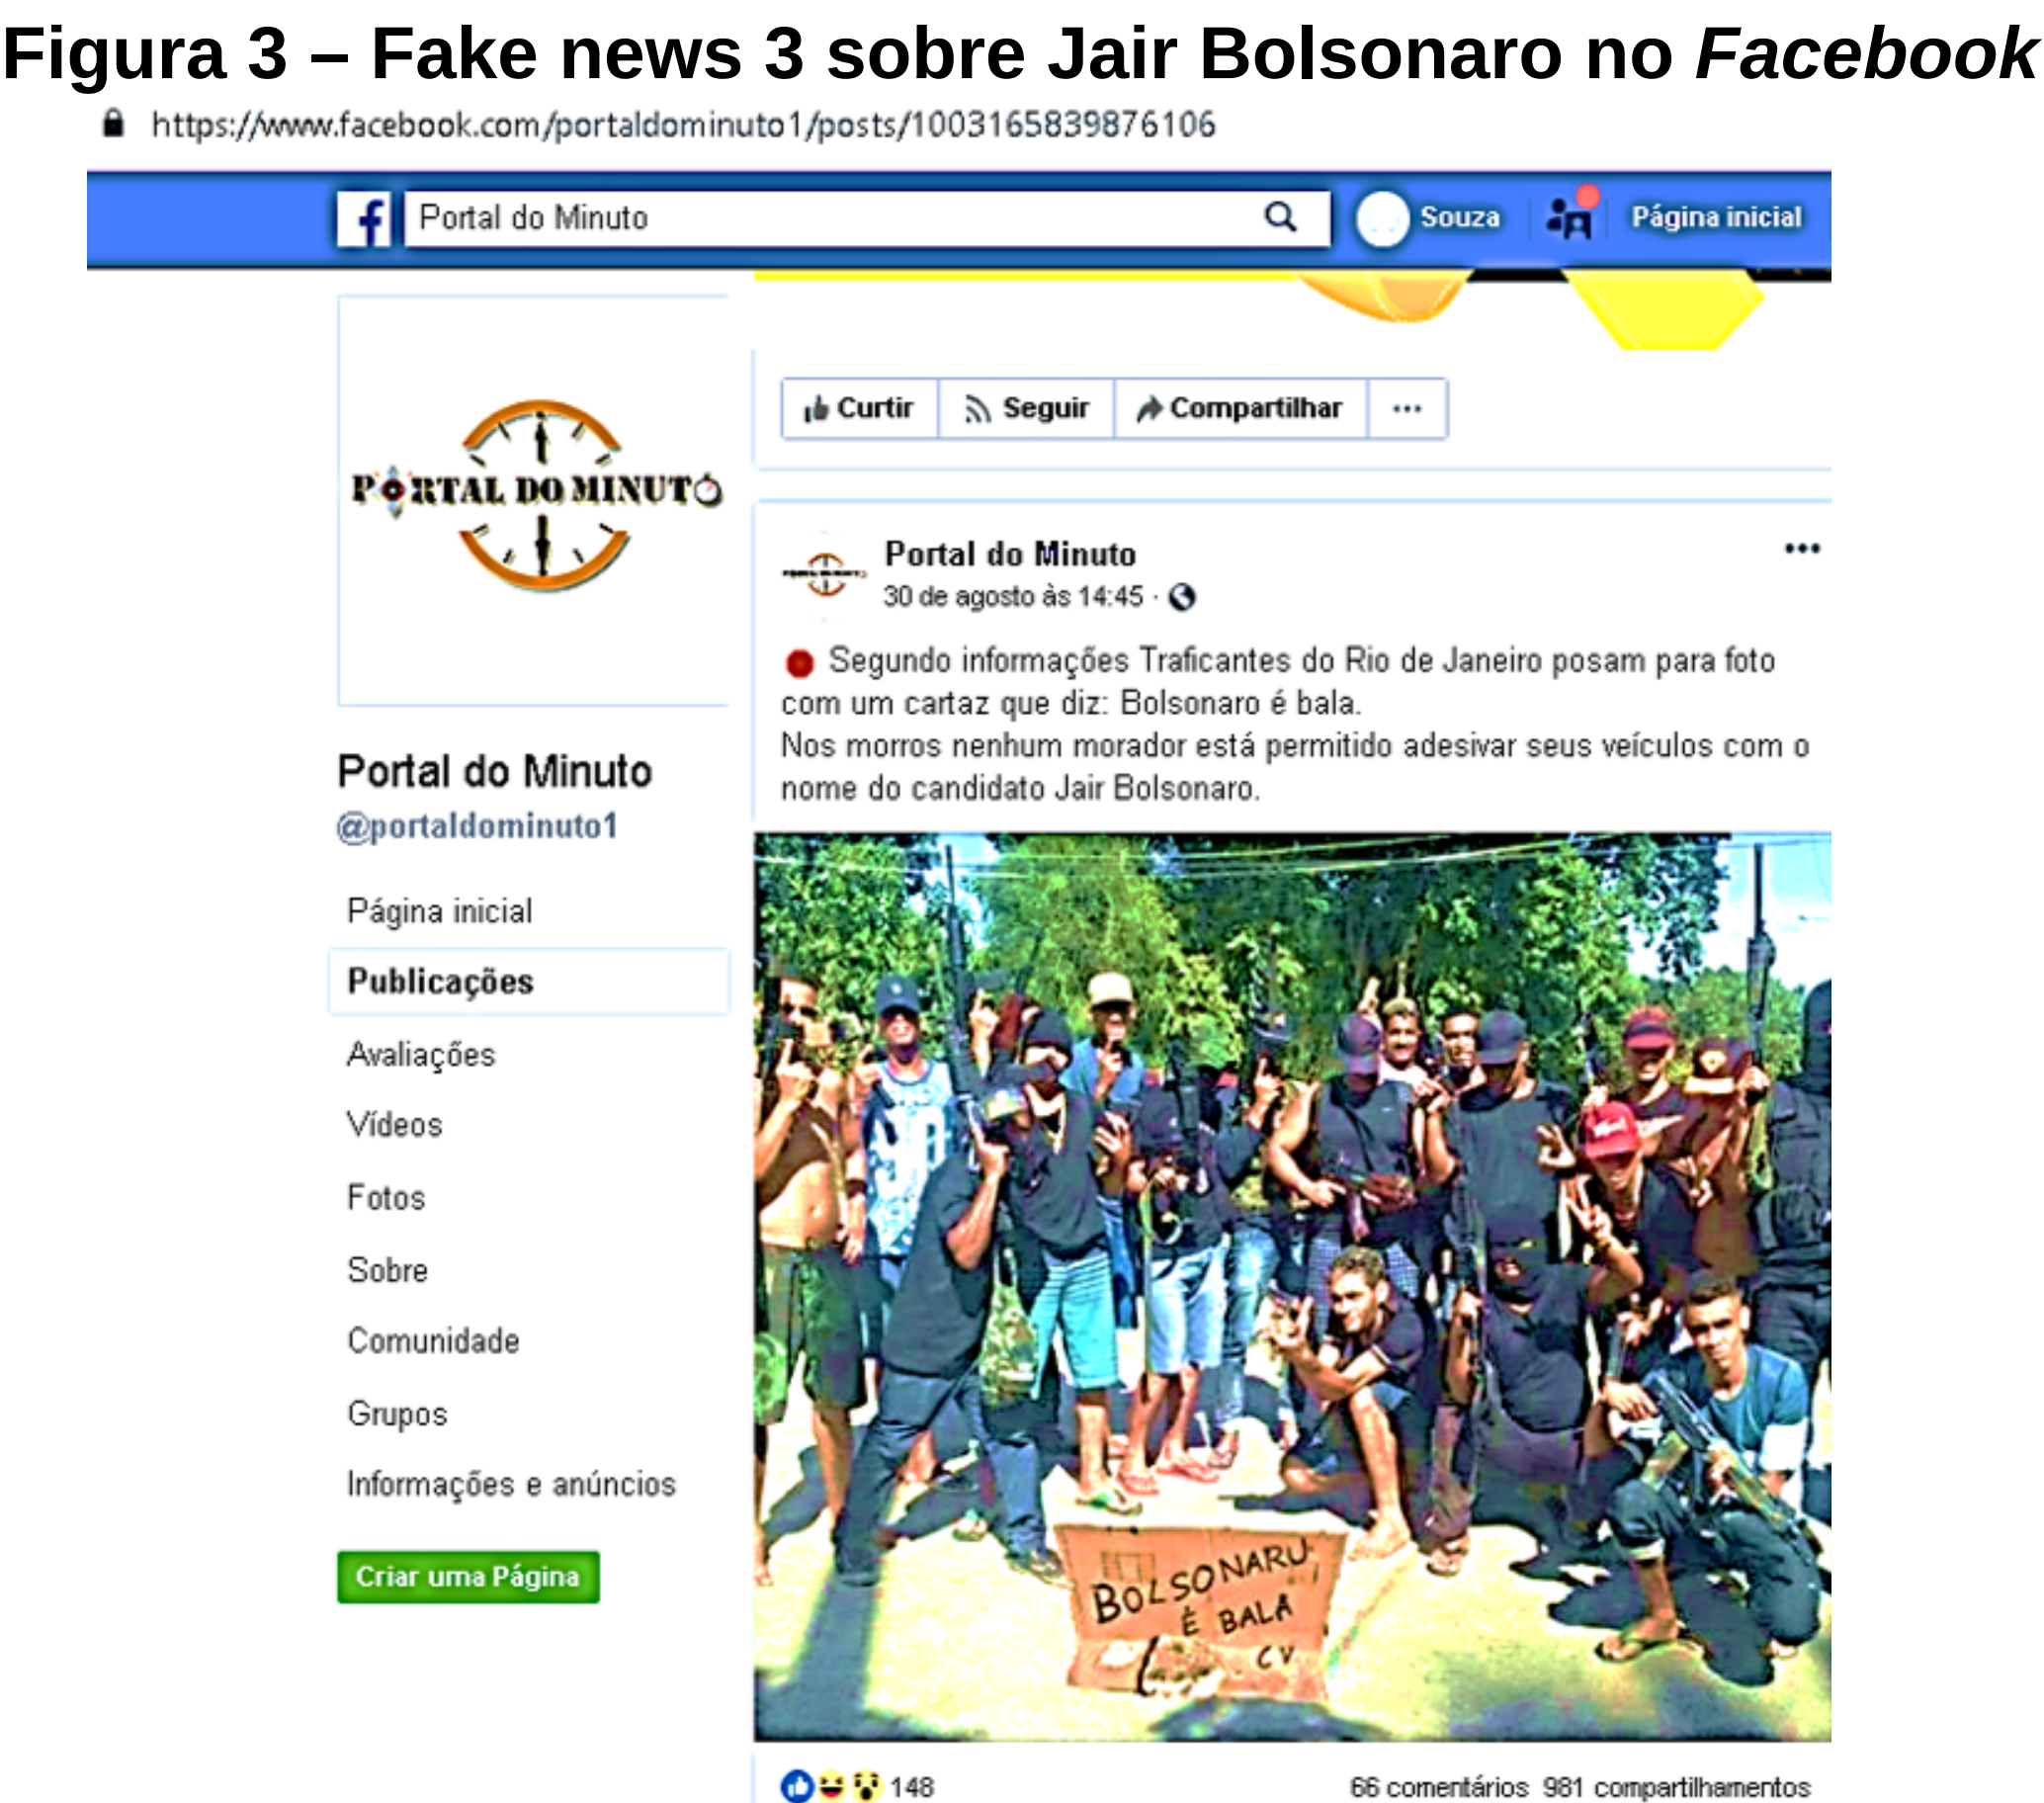 Figura 3 – Fake news 3 sobre Jair Bolsonaro no Facebook
https://www.facebook.com/portaldominuto1/posts/1003165839876106
Portal do Minuto
Souza
Página inicial
Curtir
Seguir
Compartilhar
PORTAL DO MINUTO
Portal do Minuto
@portaldominuto1
Página inicial
Publicações
Avaliações
Vídeos
Fotos
Sobre
Comunidade
Grupos
Informações e anúncios
Criar uma Página
Portal do Minuto
30 de agosto às 14:45 ·
Segundo informações Traficantes do Rio de Janeiro posam para foto
com um cartaz que diz: Bolsonaro é bala.
Nos morros nenhum morador está permitido adesivar seus veículos com o
nome do candidato Jair Bolsonaro.
BOLSONARU
É BALA
CV
148
66 comentários 981 compartilhamentos